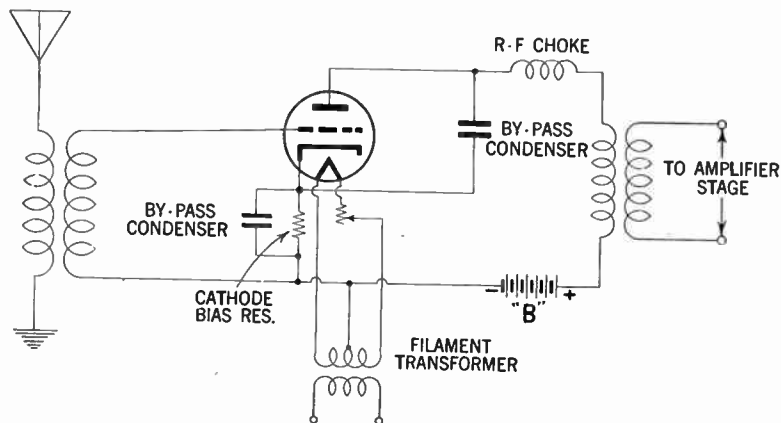 R-F CHOKE
BY-PASS
CONDENSER
TO AMPLIFIER
STAGE
BY-PASS
CONDENSER
CATHODE
BIAS RES.
- "B" +
FILAMENT
TRANSFORMER